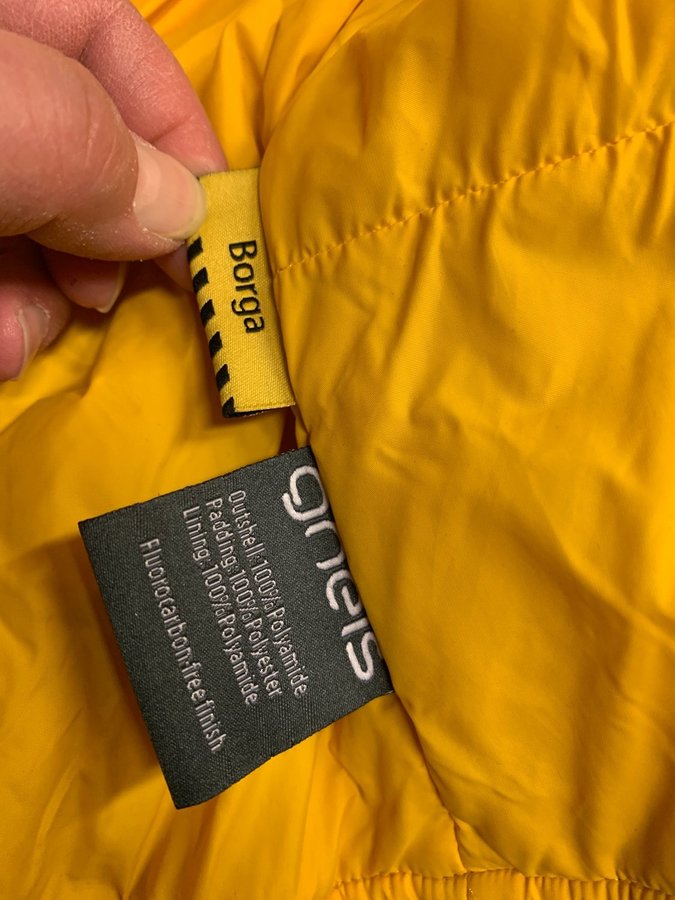 Borga
gneis
Outshell: 100% Polyamide
Padding: 100% Polyester
Lining: 100% Polyamide
Fluorocarbon-free finish